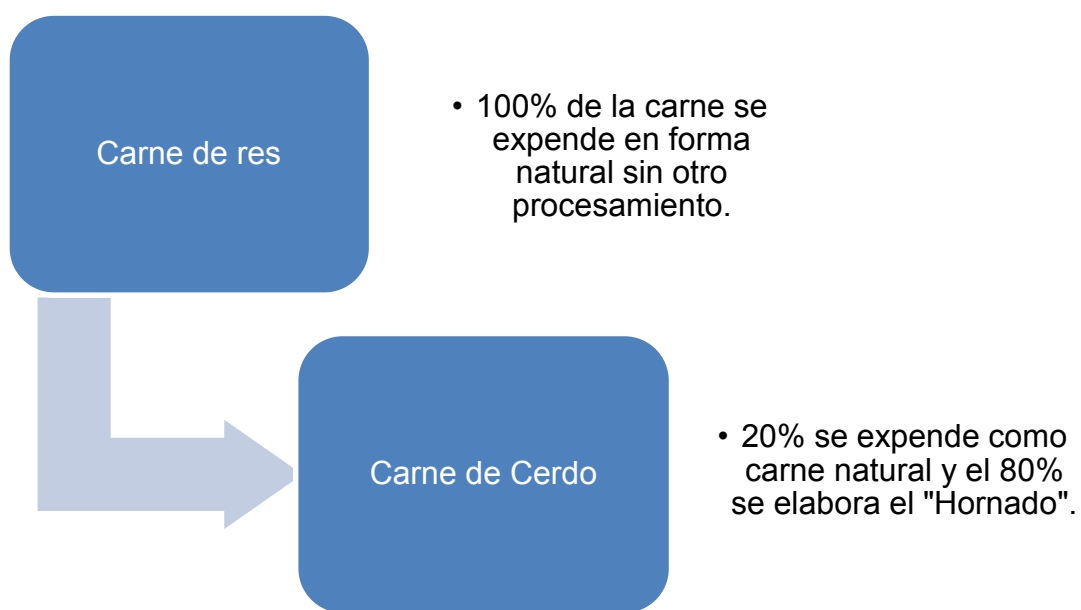 Carne de res
• 100% de la carne se
expende en forma
natural sin otro
procesamiento.
Carne de Cerdo
• 20% se expende como
carne natural y el 80%
se elabora el "Hornado".